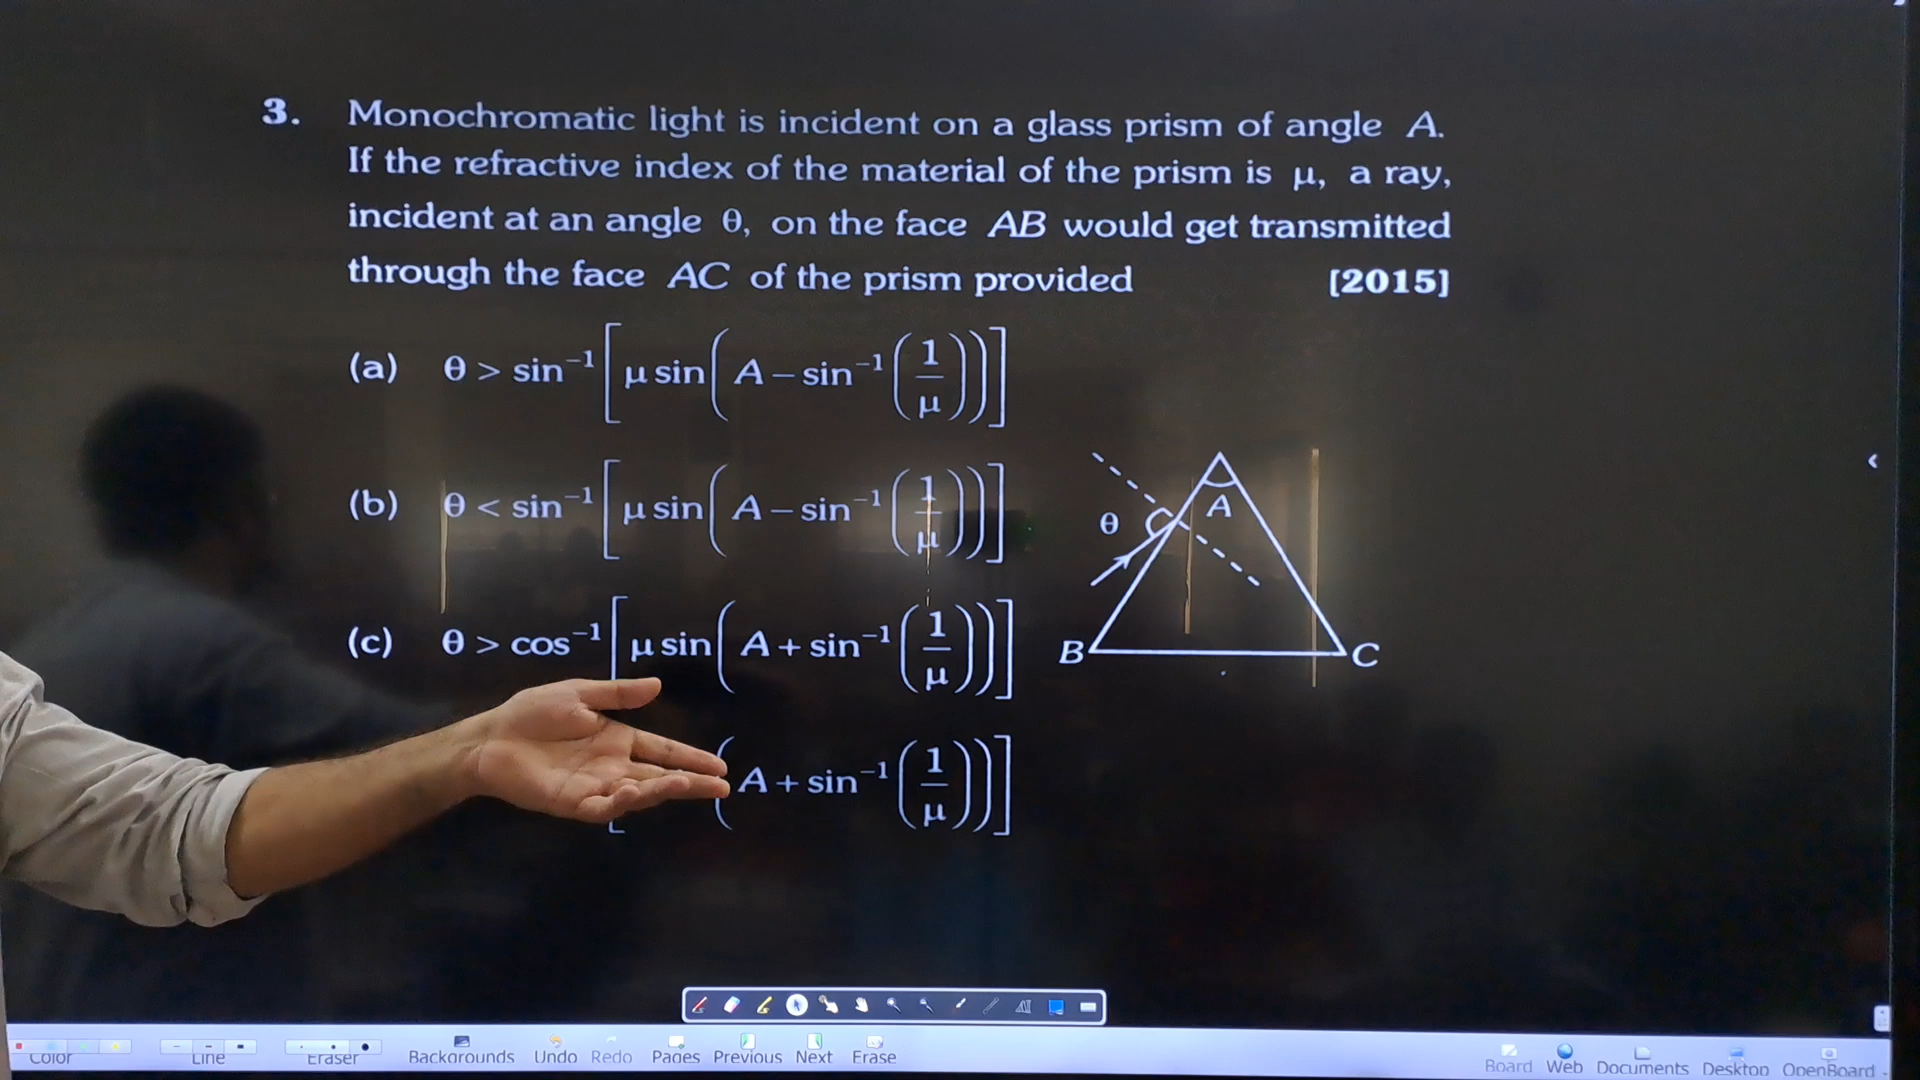 3. Monochromatic light is incident on a glass prism of angle A.
If the refractive index of the material of the prism is μ, a ray,
incident at an angle θ, on the face AB would get transmitted
through the face AC of the prism provided [2015]
(a) θ > sin⁻¹[μ sin(A − sin⁻¹(1/μ))]
(b) θ < sin⁻¹[μ sin(A − sin⁻¹(1/μ))]
(c) θ > cos⁻¹[μ sin(A + sin⁻¹(1/μ))]
(A + sin⁻¹(1/μ))]
A
θ
B C
Color Line Eraser Backgrounds Undo Redo Pages Previous Next Erase Board Web Documents Desktop OpenBoard